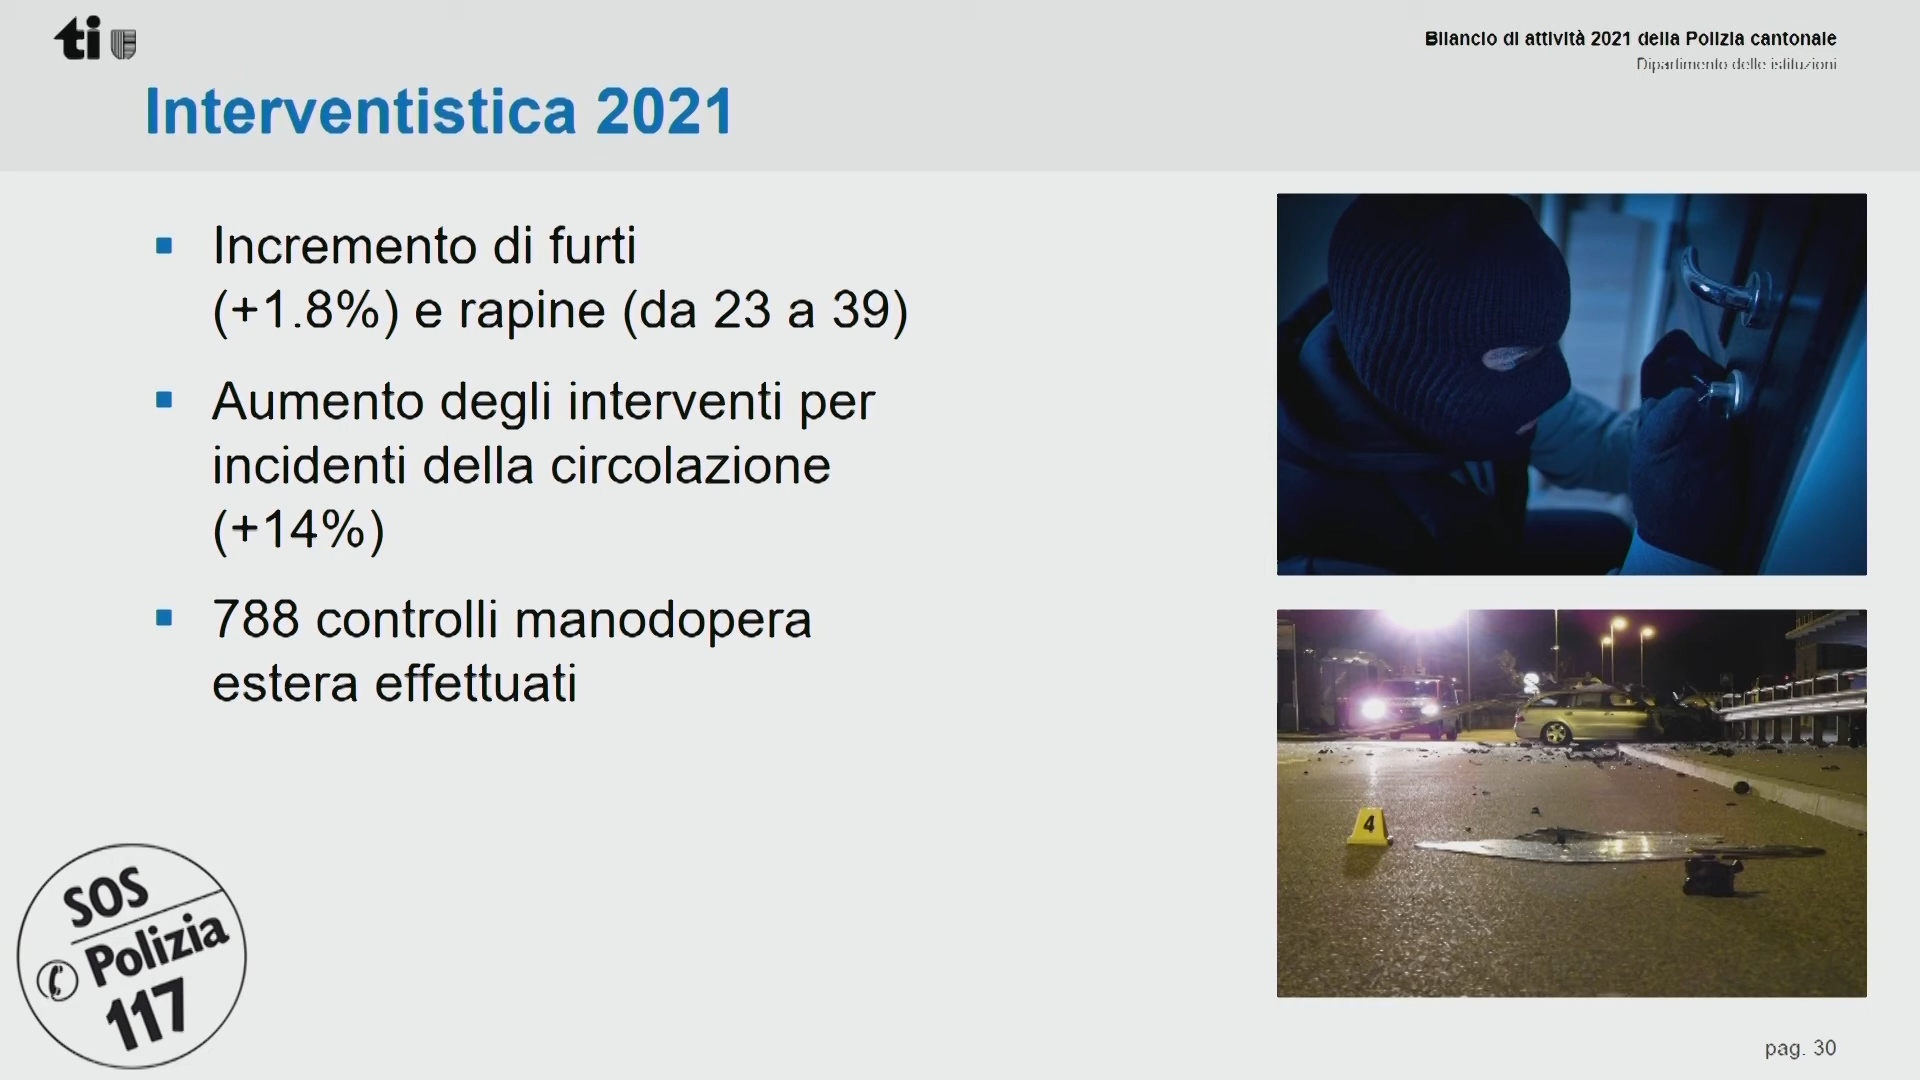 ti
Bilancio di attività 2021 della Polizia cantonale
Dipartimento delle istituzioni
Interventistica 2021
Incremento di furti
(+1.8%) e rapine (da 23 a 39)
Aumento degli interventi per
incidenti della circolazione
(+14%)
788 controlli manodopera
estera effettuati
4
SOS
Polizia
117
pag. 30